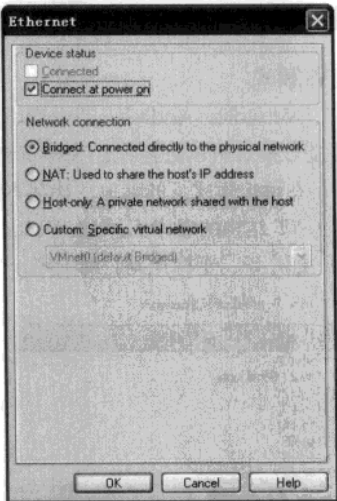 Ethernet
Device status
Connected
Connect at power on
Network connection
Bridged: Connected directly to the physical network
NAT: Used to share the host's IP address
Host-only: A private network shared with the host
Custom: Specific virtual network
VMnet0 (default Bridged)
OK
Cancel
Help